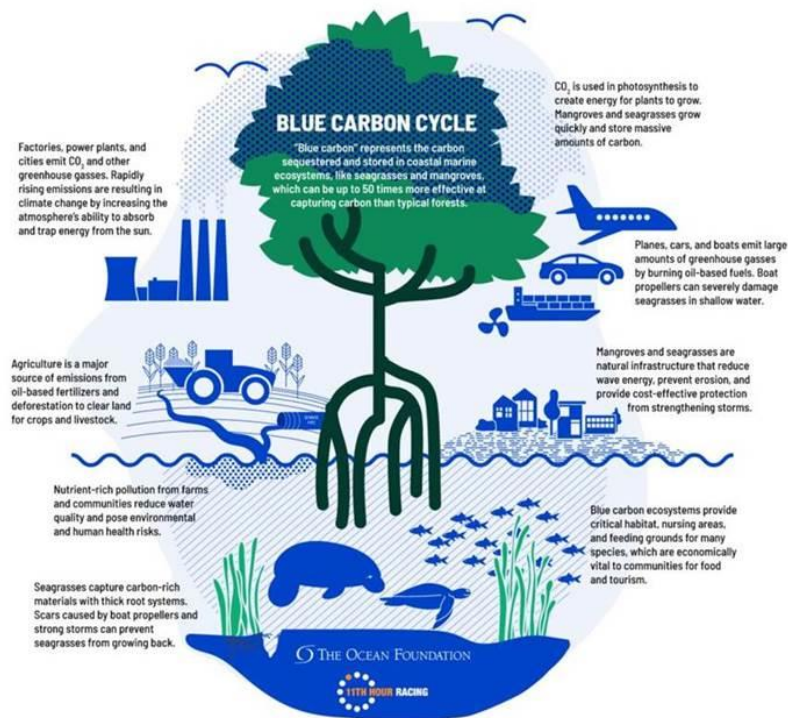 BLUE CARBON CYCLE
"Blue carbon" represents the carbon
sequestered and stored in coastal marine
ecosystems, like seagrasses and mangroves,
which can be up to 50 times more effective at
capturing carbon than typical forests.
CO₂ is used in photosynthesis to
create energy for plants to grow.
Mangroves and seagrasses grow
quickly and store massive
amounts of carbon.
Factories, power plants, and
cities emit CO₂ and other
greenhouse gasses. Rapidly
rising emissions are resulting in
climate change by increasing the
atmosphere's ability to absorb
and trap energy from the sun.
Planes, cars, and boats emit large
amounts of greenhouse gasses
by burning oil-based fuels. Boat
propellers can severely damage
seagrasses in shallow water.
Agriculture is a major
source of emissions from
oil-based fertilizers and
deforestation to clear land
for crops and livestock.
Mangroves and seagrasses are
natural infrastructure that reduce
wave energy, prevent erosion, and
provide cost-effective protection
from strengthening storms.
Nutrient-rich pollution from farms
and communities reduce water
quality and pose environmental
and human health risks.
Blue carbon ecosystems provide
critical habitat, nursing areas,
and feeding grounds for many
species, which are economically
vital to communities for food
and tourism.
Seagrasses capture carbon-rich
materials with thick root systems.
Scars caused by boat propellers and
strong storms can prevent
seagrasses from growing back.
THE OCEAN FOUNDATION
11TH HOUR RACING